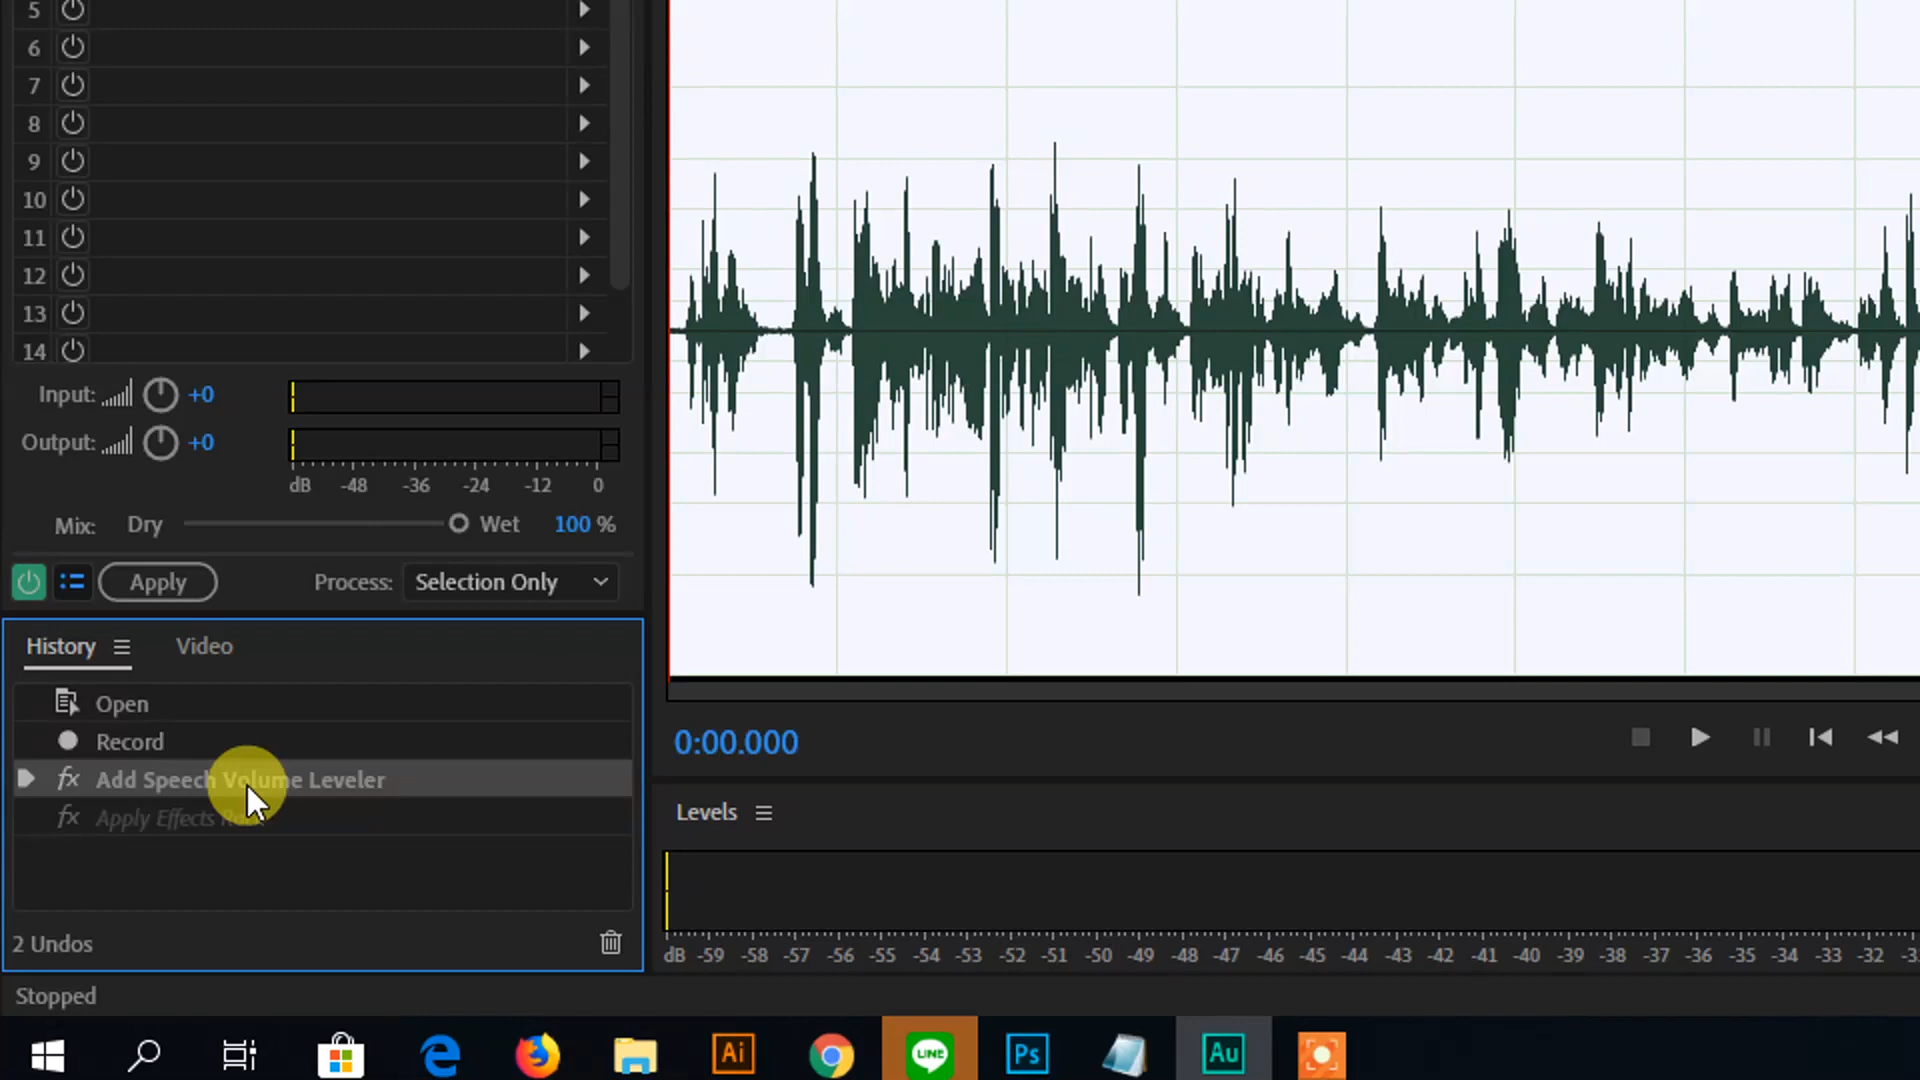 5
6
7
8
9
10
11
12
13
14
Input: +0
Output: +0
dB -48 -36 -24 -12 0
Mix: Dry Wet 100 %
Apply Process: Selection Only
History Video
Open
Record
fx Add Speech Volume Leveler
fx Apply Effects
2 Undos
Stopped
0:00.000
Levels
dB -59 -58 -57 -56 -55 -54 -53 -52 -51 -50 -49 -48 -47 -46 -45 -44 -43 -42 -41 -40 -39 -38 -37 -36 -35 -34 -33 -32
Ai LINE Ps Au